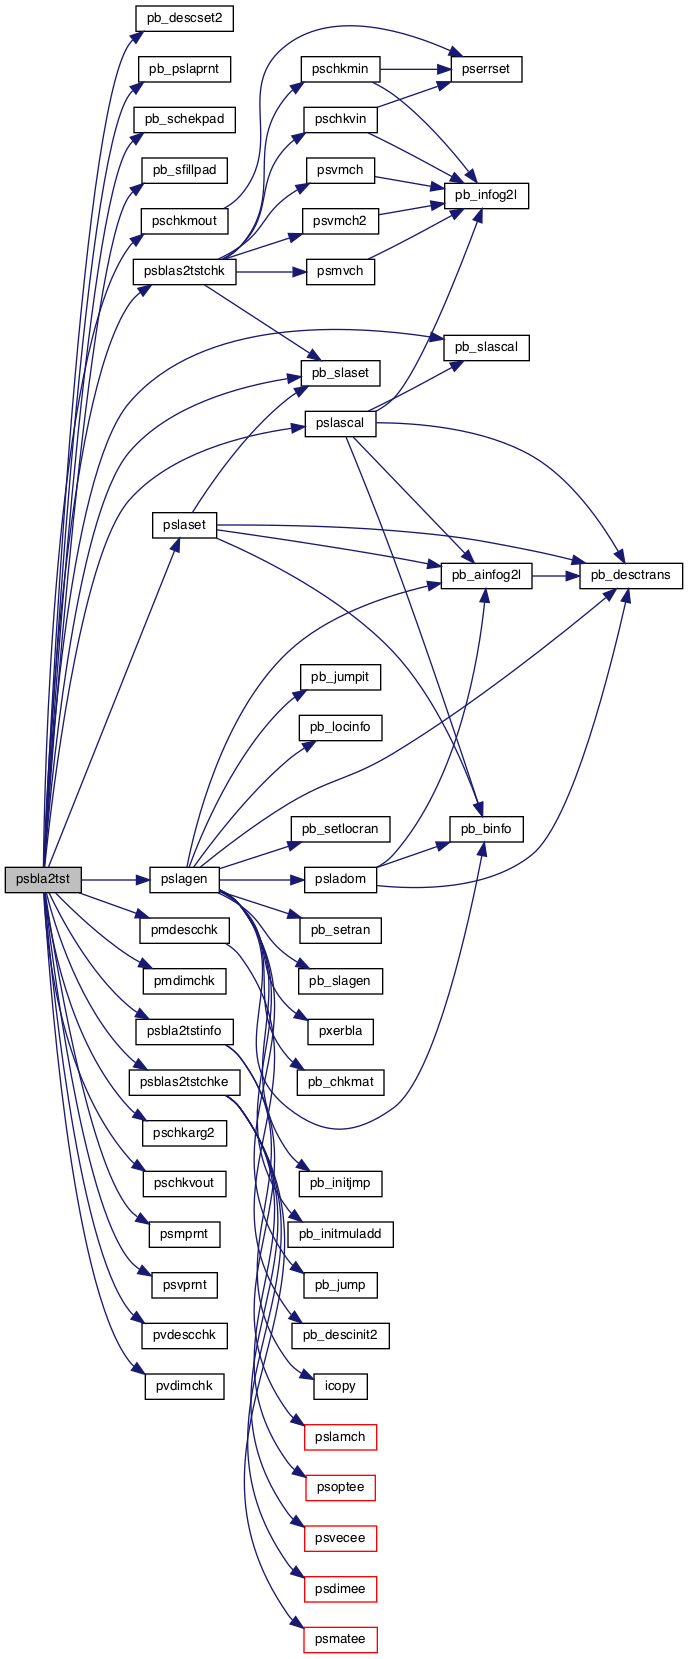 pb_descset2
pb_pslaprnt
pb_schekpad
pb_sfillpad
pschkmout
psblas2tstchk
pschkmin
pschkvin
psvmch
psvmch2
psmvch
pserrset
pb_infog2l
pb_slascal
pb_slaset
pslascal
pslaset
pb_ainfog2l
pb_desctrans
pb_jumpit
pb_locinfo
pb_setlocran
pb_binfo
psbla2tst
pslagen
psladom
pmdescchk
pb_setran
pmdimchk
pb_slagen
psbla2tstinfo
pxerbla
psblas2tstchke
pb_chkmat
pschkarg2
pschkvout
pb_initjmp
psmprnt
pb_initmuladd
psvprnt
pb_jump
pvdescchk
pb_descinit2
pvdimchk
icopy
pslamch
psoptee
psvecee
psdimee
psmatee